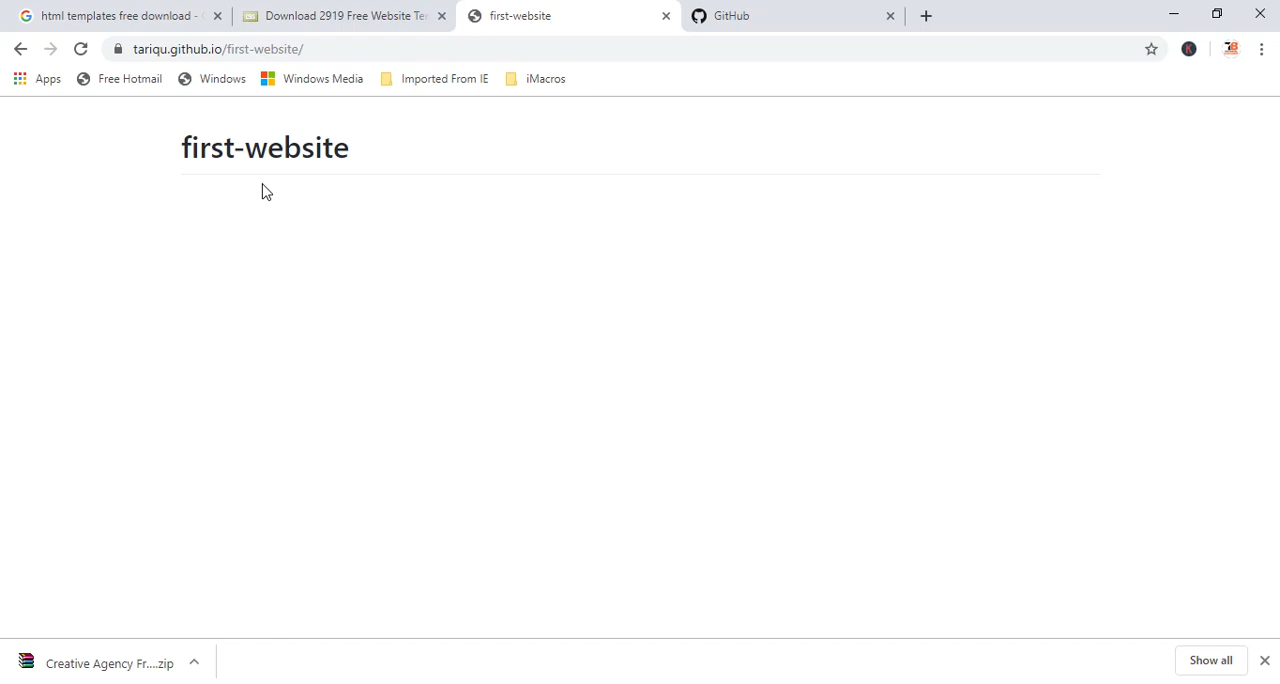 html templates free download -
Download 2919 Free Website Te
first-website
GitHub
tariqu.github.io/first-website/
K
Apps
Free Hotmail
Windows
Windows Media
Imported From IE
iMacros
first-website
Creative Agency Fr....zip
Show all